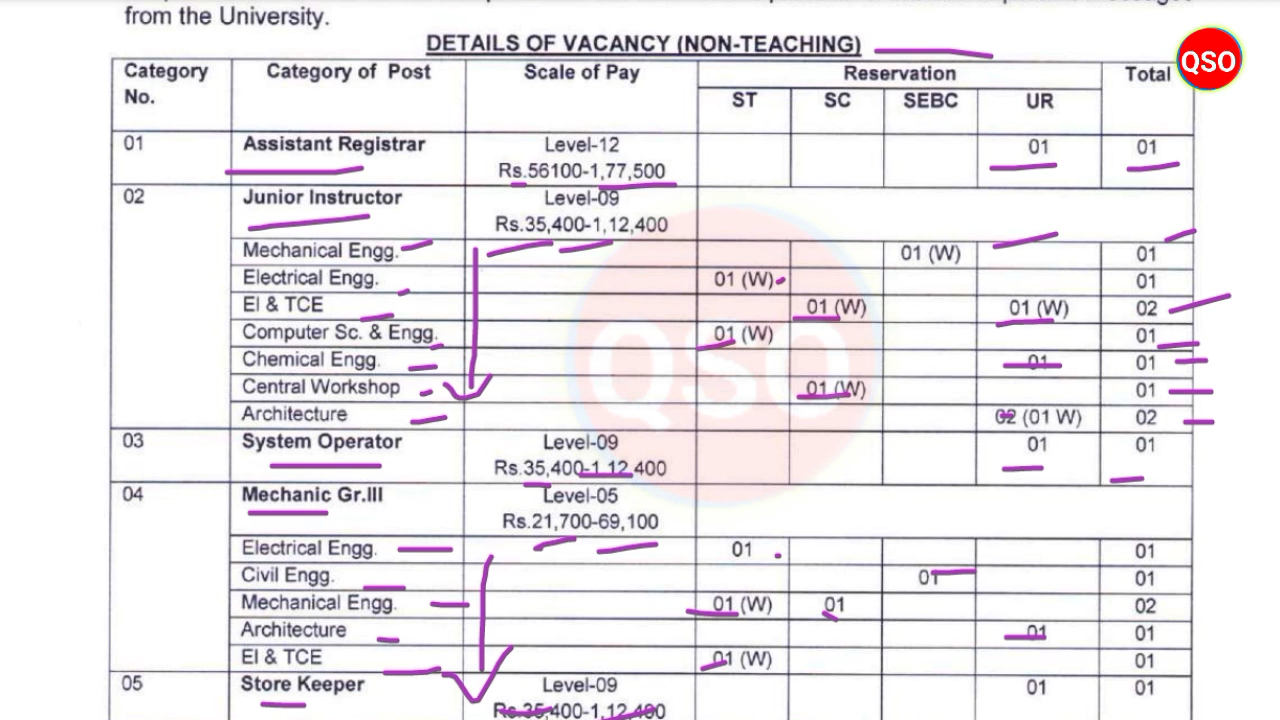 from the University.
DETAILS OF VACANCY (NON-TEACHING)
QSO
Category No. Category of Post Scale of Pay Reservation Total
ST SC SEBC UR
01 Assistant Registrar Level-12 01 01
Rs.56100-1,77,500
02 Junior Instructor Level-09
Rs.35,400-1,12,400
Mechanical Engg. 01 (W) 01
Electrical Engg. 01 (W) 01
EI & TCE 01 (W) 01 (W) 02
Computer Sc. & Engg. 01 (W) 01
Chemical Engg. 01 01
Central Workshop 01 (W) 01
Architecture 02 (01 W) 02
03 System Operator Level-09 01 01
Rs.35,400-1,12,400
04 Mechanic Gr.III Level-05
Rs.21,700-69,100
Electrical Engg. 01 01
Civil Engg. 01 01
Mechanical Engg. 01 (W) 01 02
Architecture 01 01
EI & TCE 01 (W) 01
05 Store Keeper Level-09 01 01
Rs.35,400-1,12,400
QSO